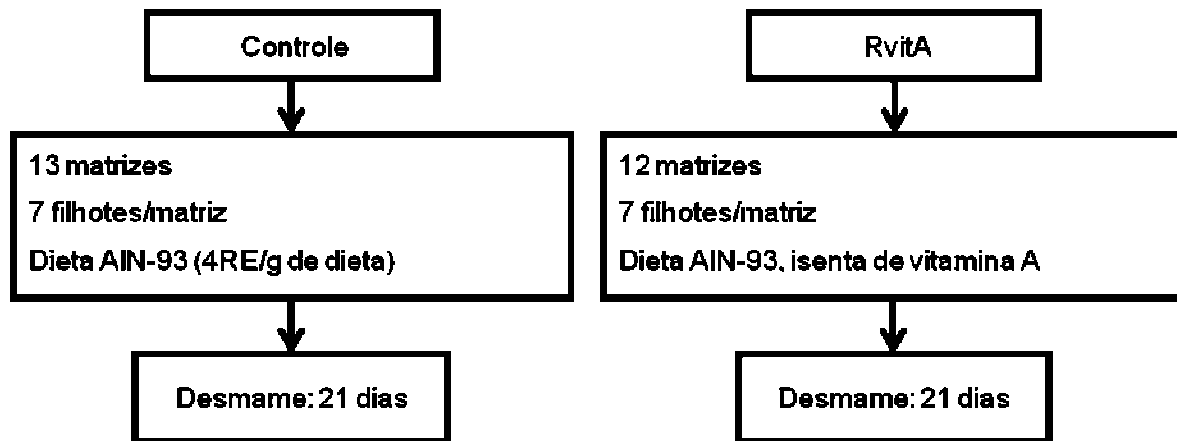 Controle
13 matrizes
7 filhotes/matriz
Dieta AIN-93 (4RE/g de dieta)
Desmame: 21 dias
RvitA
12 matrizes
7 filhotes/matriz
Dieta AIN-93, isenta de vitamina A
Desmame: 21 dias